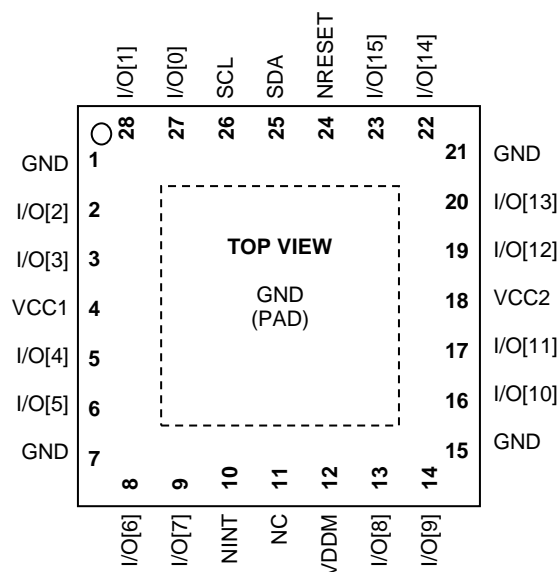 I/O[1] I/O[0] SCL SDA NRESET I/O[15] I/O[14]
28 27 26 25 24 23 22
GND 1 21 GND
I/O[2] 2 20 I/O[13]
I/O[3] 3 19 I/O[12]
TOP VIEW
VCC1 4 18 VCC2
GND
(PAD)
I/O[4] 5 17 I/O[11]
I/O[5] 6 16 I/O[10]
GND 7 15 GND
8 9 10 11 12 13 14
I/O[6] I/O[7] NINT NC VDDM I/O[8] I/O[9]